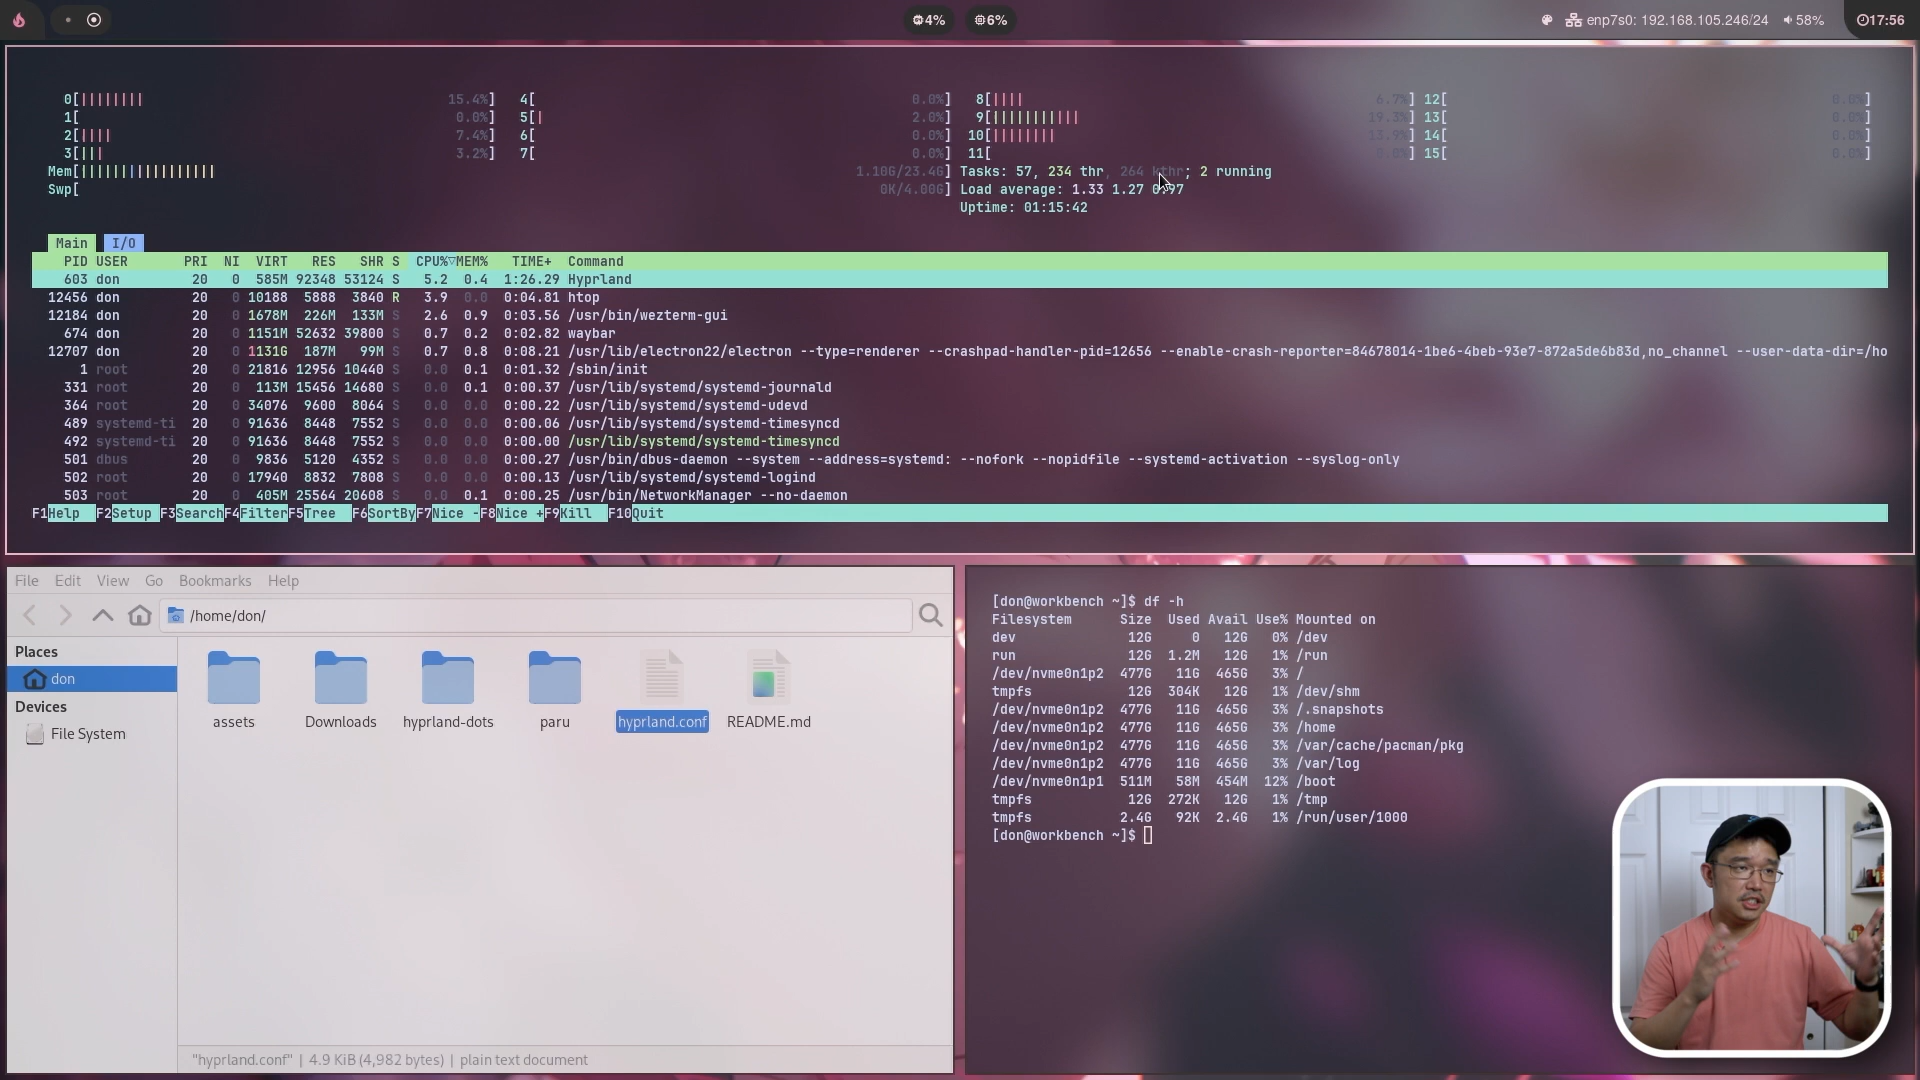 4%
6%
enp7s0: 192.168.105.246/24
58%
17:56
0[|||||||| 15.4%] 4[ 0.0%] 8[|||| 6.7%] 12[ 0.0%]
1[ 0.0%] 5[| 2.0%] 9[||||||||||| 19.3%] 13[ 0.0%]
2[|||| 7.4%] 6[ 0.0%] 10[|||||||| 13.9%] 14[ 0.0%]
3[||| 3.2%] 7[ 0.0%] 11[ 0.0%] 15[ 0.0%]
Mem[||||||||||||||||| 1.10G/23.4G] Tasks: 57, 234 thr, 264 kthr; 2 running
Swp[ 0K/4.00G] Load average: 1.33 1.27 0.97
Uptime: 01:15:42
Main I/O
PID USER PRI NI VIRT RES SHR S CPU%▽MEM% TIME+ Command
603 don 20 0 585M 92348 53124 S 5.2 0.4 1:26.29 Hyprland
12456 don 20 0 10188 5888 3840 R 3.9 0.0 0:04.81 htop
12184 don 20 0 1678M 226M 133M S 2.6 0.9 0:03.56 /usr/bin/wezterm-gui
674 don 20 0 1151M 52632 39800 S 0.7 0.2 0:02.82 waybar
12707 don 20 0 1131G 187M 99M S 0.7 0.8 0:08.21 /usr/lib/electron22/electron --type=renderer --crashpad-handler-pid=12656 --enable-crash-reporter=84678014-1be6-4beb-93e7-872a5de6b83d,no_channel --user-data-dir=/ho
1 root 20 0 21816 12956 10440 S 0.0 0.1 0:01.32 /sbin/init
331 root 20 0 113M 15456 14680 S 0.0 0.1 0:00.37 /usr/lib/systemd/systemd-journald
364 root 20 0 34076 9600 8064 S 0.0 0.0 0:00.22 /usr/lib/systemd/systemd-udevd
489 systemd-ti 20 0 91636 8448 7552 S 0.0 0.0 0:00.06 /usr/lib/systemd/systemd-timesyncd
492 systemd-ti 20 0 91636 8448 7552 S 0.0 0.0 0:00.00 /usr/lib/systemd/systemd-timesyncd
501 dbus 20 0 9836 5120 4352 S 0.0 0.0 0:00.27 /usr/bin/dbus-daemon --system --address=systemd: --nofork --nopidfile --systemd-activation --syslog-only
502 root 20 0 17940 8832 7808 S 0.0 0.0 0:00.13 /usr/lib/systemd/systemd-logind
503 root 20 0 405M 25564 20608 S 0.0 0.1 0:00.25 /usr/bin/NetworkManager --no-daemon
F1Help F2Setup F3SearchF4FilterF5Tree F6SortByF7Nice -F8Nice +F9Kill F10Quit
File Edit View Go Bookmarks Help
/home/don/
Places
don
Devices
File System
assets
Downloads
hyprland-dots
paru
hyprland.conf
README.md
"hyprland.conf" | 4.9 KiB (4,982 bytes) | plain text document
[don@workbench ~]$ df -h
Filesystem Size Used Avail Use% Mounted on
dev 12G 0 12G 0% /dev
run 12G 1.2M 12G 1% /run
/dev/nvme0n1p2 477G 11G 465G 3% /
tmpfs 12G 304K 12G 1% /dev/shm
/dev/nvme0n1p2 477G 11G 465G 3% /.snapshots
/dev/nvme0n1p2 477G 11G 465G 3% /home
/dev/nvme0n1p2 477G 11G 465G 3% /var/cache/pacman/pkg
/dev/nvme0n1p2 477G 11G 465G 3% /var/log
/dev/nvme0n1p1 511M 58M 454M 12% /boot
tmpfs 12G 272K 12G 1% /tmp
tmpfs 2.4G 92K 2.4G 1% /run/user/1000
[don@workbench ~]$